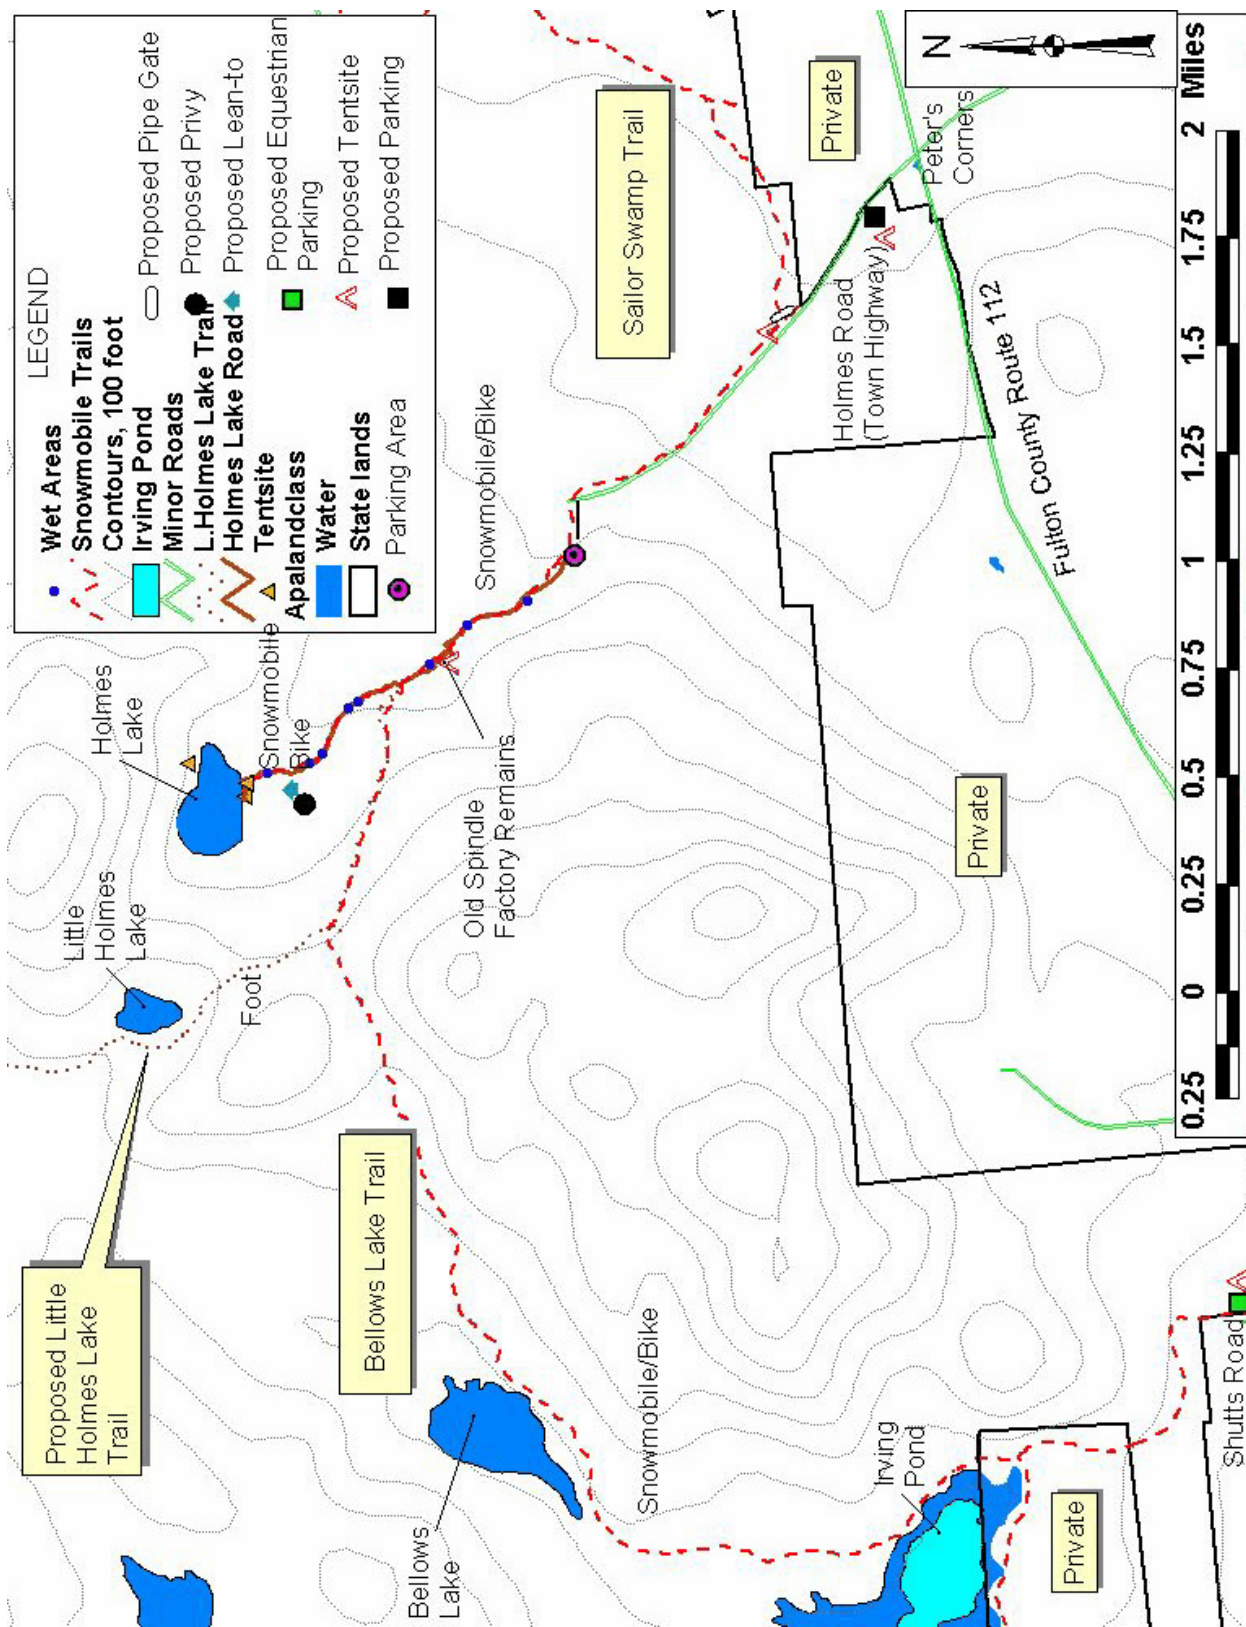 LEGEND
Wet Areas
Snowmobile Trails
Contours, 100 foot
Irving Pond
Minor Roads
L.Holmes Lake Trail
Holmes Lake Road
Tentsite
Apalandclass
Water
State lands
Parking Area
Proposed Pipe Gate
Proposed Privy
Proposed Lean-to
Proposed Equestrian
Parking
Proposed Tentsite
Proposed Parking
Proposed Little
Holmes Lake
Trail
Little
Holmes
Lake
Holmes
Lake
Foot
Snowmobile
Bike
Bellows Lake Trail
Bellows
Lake
Old Spindle
Factory Remains
Snowmobile/Bike
Snowmobile/Bike
Sailor Swamp Trail
Private
Holmes Road
(Town Highway)
Peter's
Corners
N
Fulton County Route 112
Private
Irving
Pond
Private
Shutts Road
0.25 0 0.25 0.5 0.75 1 1.25 1.5 1.75 2 Miles